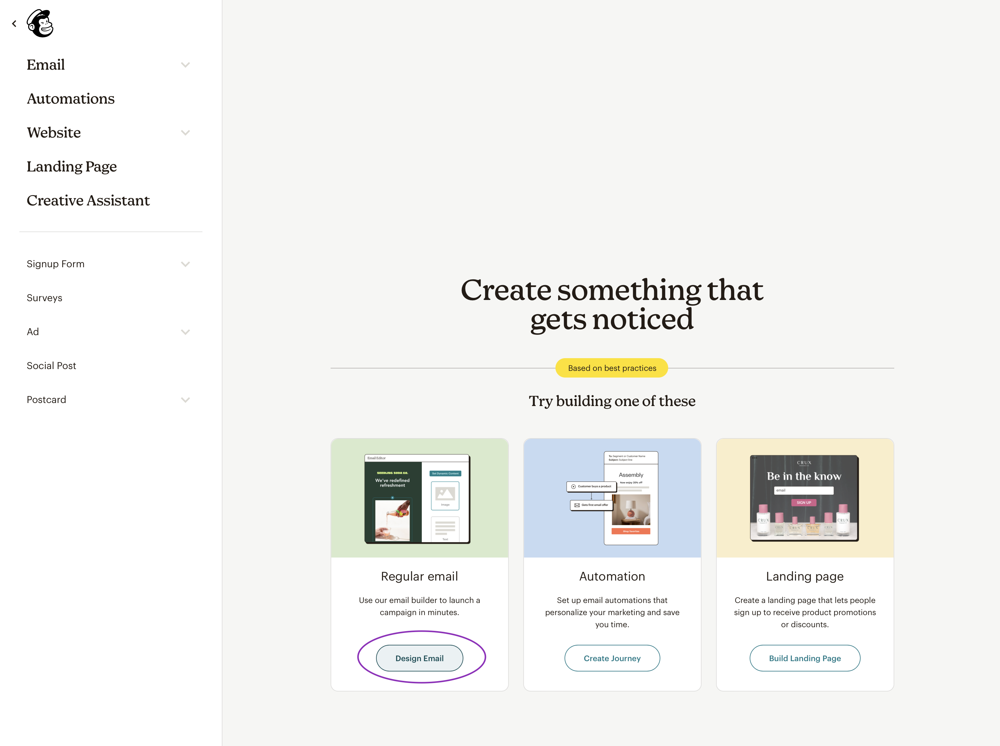 Email
Automations
Website
Landing Page
Creative Assistant
Signup Form
Surveys
Ad
Social Post
Postcard
Create something that
gets noticed
Based on best practices
Try building one of these
Email Editor
SEEDLING SODA CO.
We've redefined
refreshment
Set Dynamic Content
Image
Text
Regular email
Use our email builder to launch a
campaign in minutes.
Design Email
To: Segment or Customer Name
Subject: Subject line
Assembly
Now enjoy 20% off
Customer buys a product
Gets first email offer
Shop favorites
Automation
Set up email automations that
personalize your marketing and save
you time.
Create Journey
CRUX
Be in the know
email
SIGN UP
CRUX
CRUX
CRUX
CRUX
CRUX
CRUX
Landing page
Create a landing page that lets people
sign up to receive product promotions
or discounts.
Build Landing Page